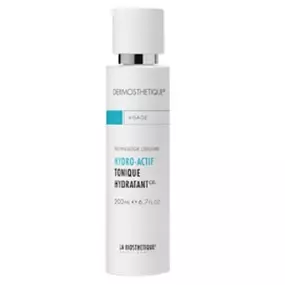 DERMOSTHETIQUE®
VISAGE
HYDRO-ACTIF
TONIQUE
HYDRATANT
200ml e 6.7fl.oz
LA BIOSTHETIQUE®